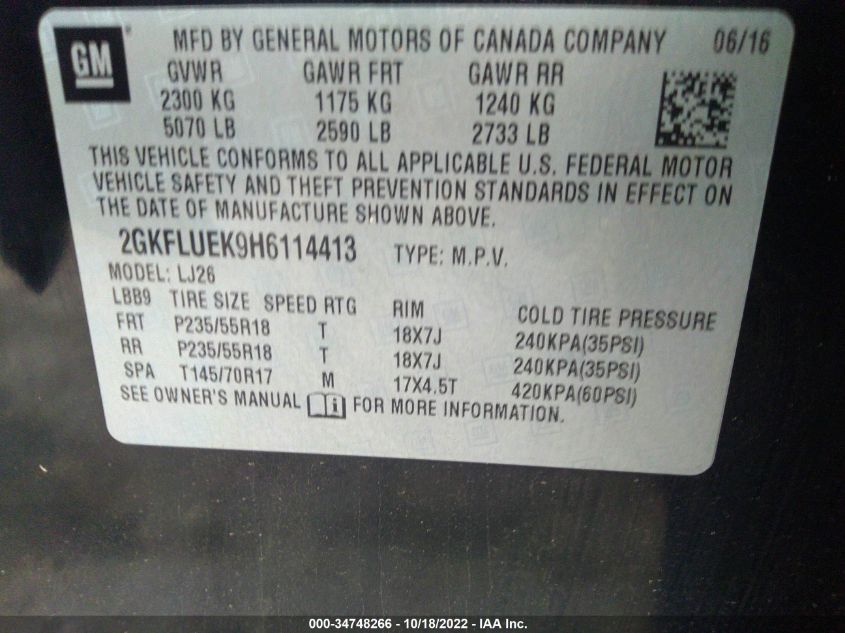 GM MFD BY GENERAL MOTORS OF CANADA COMPANY 06/16
GVWR GAWR FRT GAWR RR
2300 KG 1175 KG 1240 KG
5070 LB 2590 LB 2733 LB
THIS VEHICLE CONFORMS TO ALL APPLICABLE U.S. FEDERAL MOTOR
VEHICLE SAFETY AND THEFT PREVENTION STANDARDS IN EFFECT ON
THE DATE OF MANUFACTURE SHOWN ABOVE.
2GKFLUEK9H6114413 TYPE: M.P.V.
MODEL: LJ26
LBB9 TIRE SIZE SPEED RTG RIM COLD TIRE PRESSURE
FRT P235/55R18 T 18X7J 240KPA(35PSI)
RR P235/55R18 T 18X7J 240KPA(35PSI)
SPA T145/70R17 M 17X4.5T 420KPA(60PSI)
SEE OWNER'S MANUAL i FOR MORE INFORMATION.
000-34748266 - 10/18/2022 - IAA Inc.